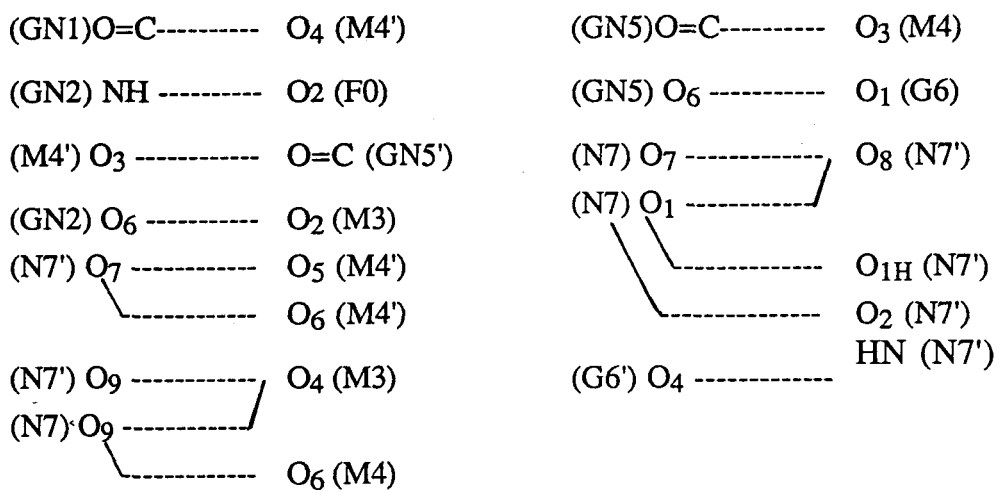 (GN1)O=C---------- O4 (M4')
(GN2) NH ---------- O2 (F0)
(M4') O3 ------------ O=C (GN5')
(GN2) O6 ----------- O2 (M3)
(N7') O7 ------------ O5 (M4')
O6 (M4')
(N7') O9 ------------ O4 (M3)
(N7) O9 ------------
O6 (M4)
(GN5)O=C----------- O3 (M4)
(GN5) O6 ------------ O1 (G6)
(N7) O7 ------------- O8 (N7')
(N7) O1 ------------
O1H (N7')
O2 (N7')
HN (N7')
(G6') O4 -------------